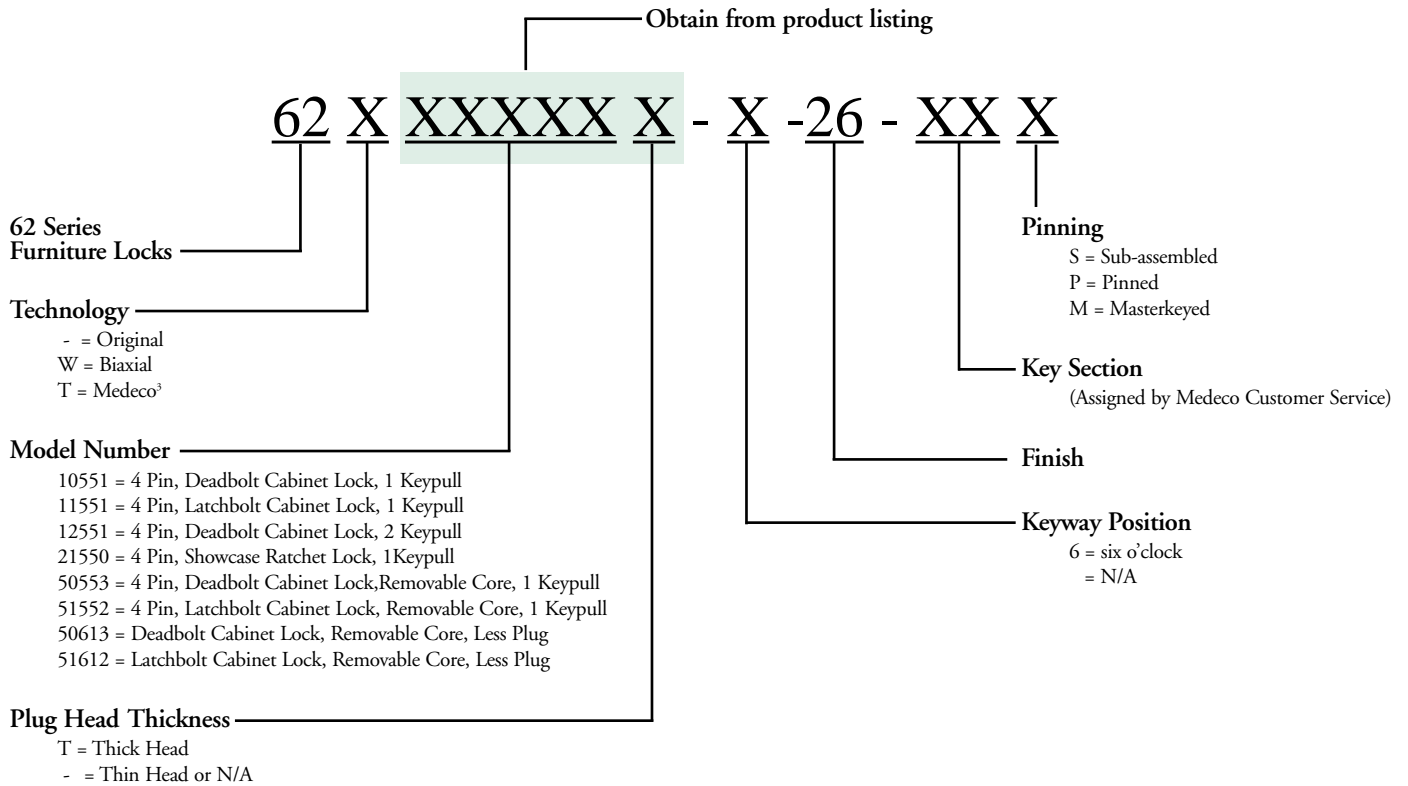 Obtain from product listing
62 X XXXXX X - X -26 - XX X
62 Series
Furniture Locks
Technology
- = Original
W = Biaxial
T = Medeco³
Model Number
10551 = 4 Pin, Deadbolt Cabinet Lock, 1 Keypull
11551 = 4 Pin, Latchbolt Cabinet Lock, 1 Keypull
12551 = 4 Pin, Deadbolt Cabinet Lock, 2 Keypull
21550 = 4 Pin, Showcase Ratchet Lock, 1Keypull
50553 = 4 Pin, Deadbolt Cabinet Lock,Removable Core, 1 Keypull
51552 = 4 Pin, Latchbolt Cabinet Lock, Removable Core, 1 Keypull
50613 = Deadbolt Cabinet Lock, Removable Core, Less Plug
51612 = Latchbolt Cabinet Lock, Removable Core, Less Plug
Plug Head Thickness
T = Thick Head
- = Thin Head or N/A
Pinning
S = Sub-assembled
P = Pinned
M = Masterkeyed
Key Section
(Assigned by Medeco Customer Service)
Finish
Keyway Position
6 = six o’clock
= N/A